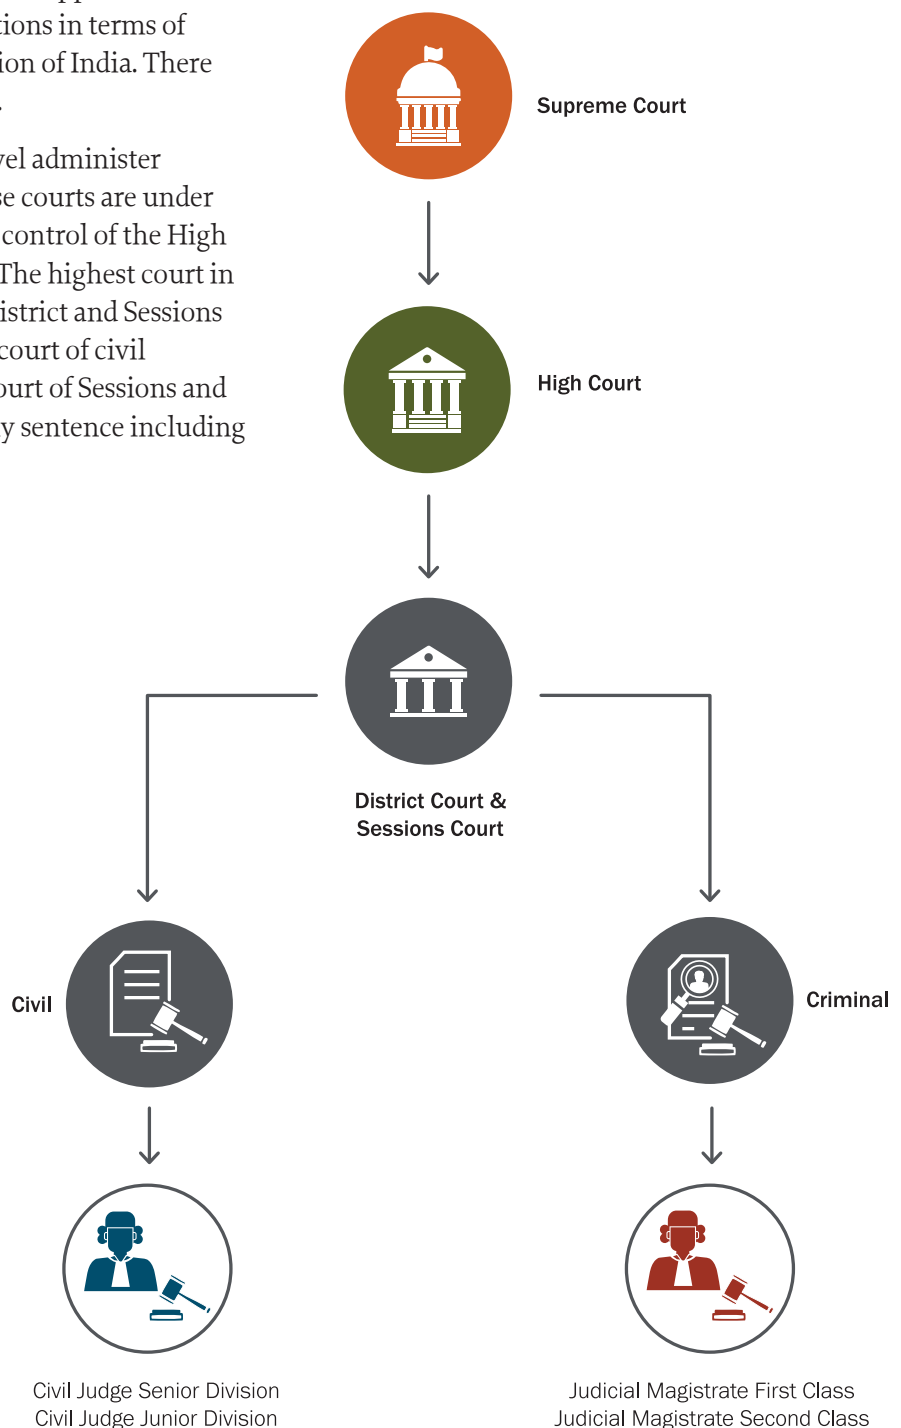 tions in terms of
ion of India. There
.
vel administer
se courts are under
control of the High
The highest court in
istrict and Sessions
court of civil
ourt of Sessions and
y sentence including
Supreme Court
High Court
District Court &
Sessions Court
Civil
Criminal
Civil Judge Senior Division
Civil Judge Junior Division
Judicial Magistrate First Class
Judicial Magistrate Second Class